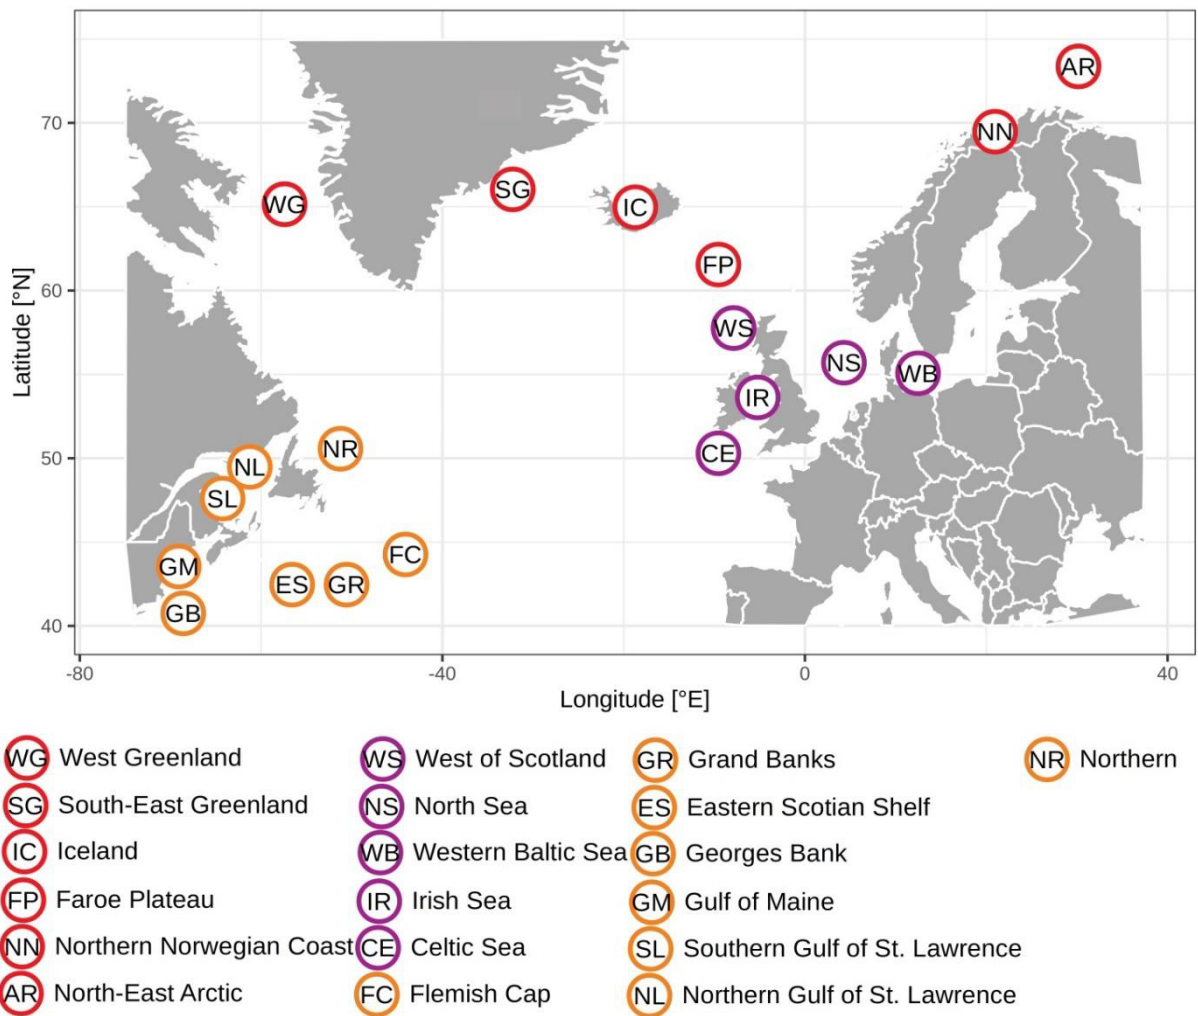 AR
70
NN
SG
WG
IC
FP
60
WS
NS
WB
IR
NR
50
CE
NL
SL
FC
GM
ES
GR
GB
40
-80
-40
0
40
Latitude [°N]
Longitude [°E]
WG West Greenland
SG South-East Greenland
IC Iceland
FP Faroe Plateau
NN Northern Norwegian Coast
AR North-East Arctic
WS West of Scotland
NS North Sea
WB Western Baltic Sea
IR Irish Sea
CE Celtic Sea
FC Flemish Cap
GR Grand Banks
ES Eastern Scotian Shelf
GB Georges Bank
GM Gulf of Maine
SL Southern Gulf of St. Lawrence
NL Northern Gulf of St. Lawrence
NR Northern